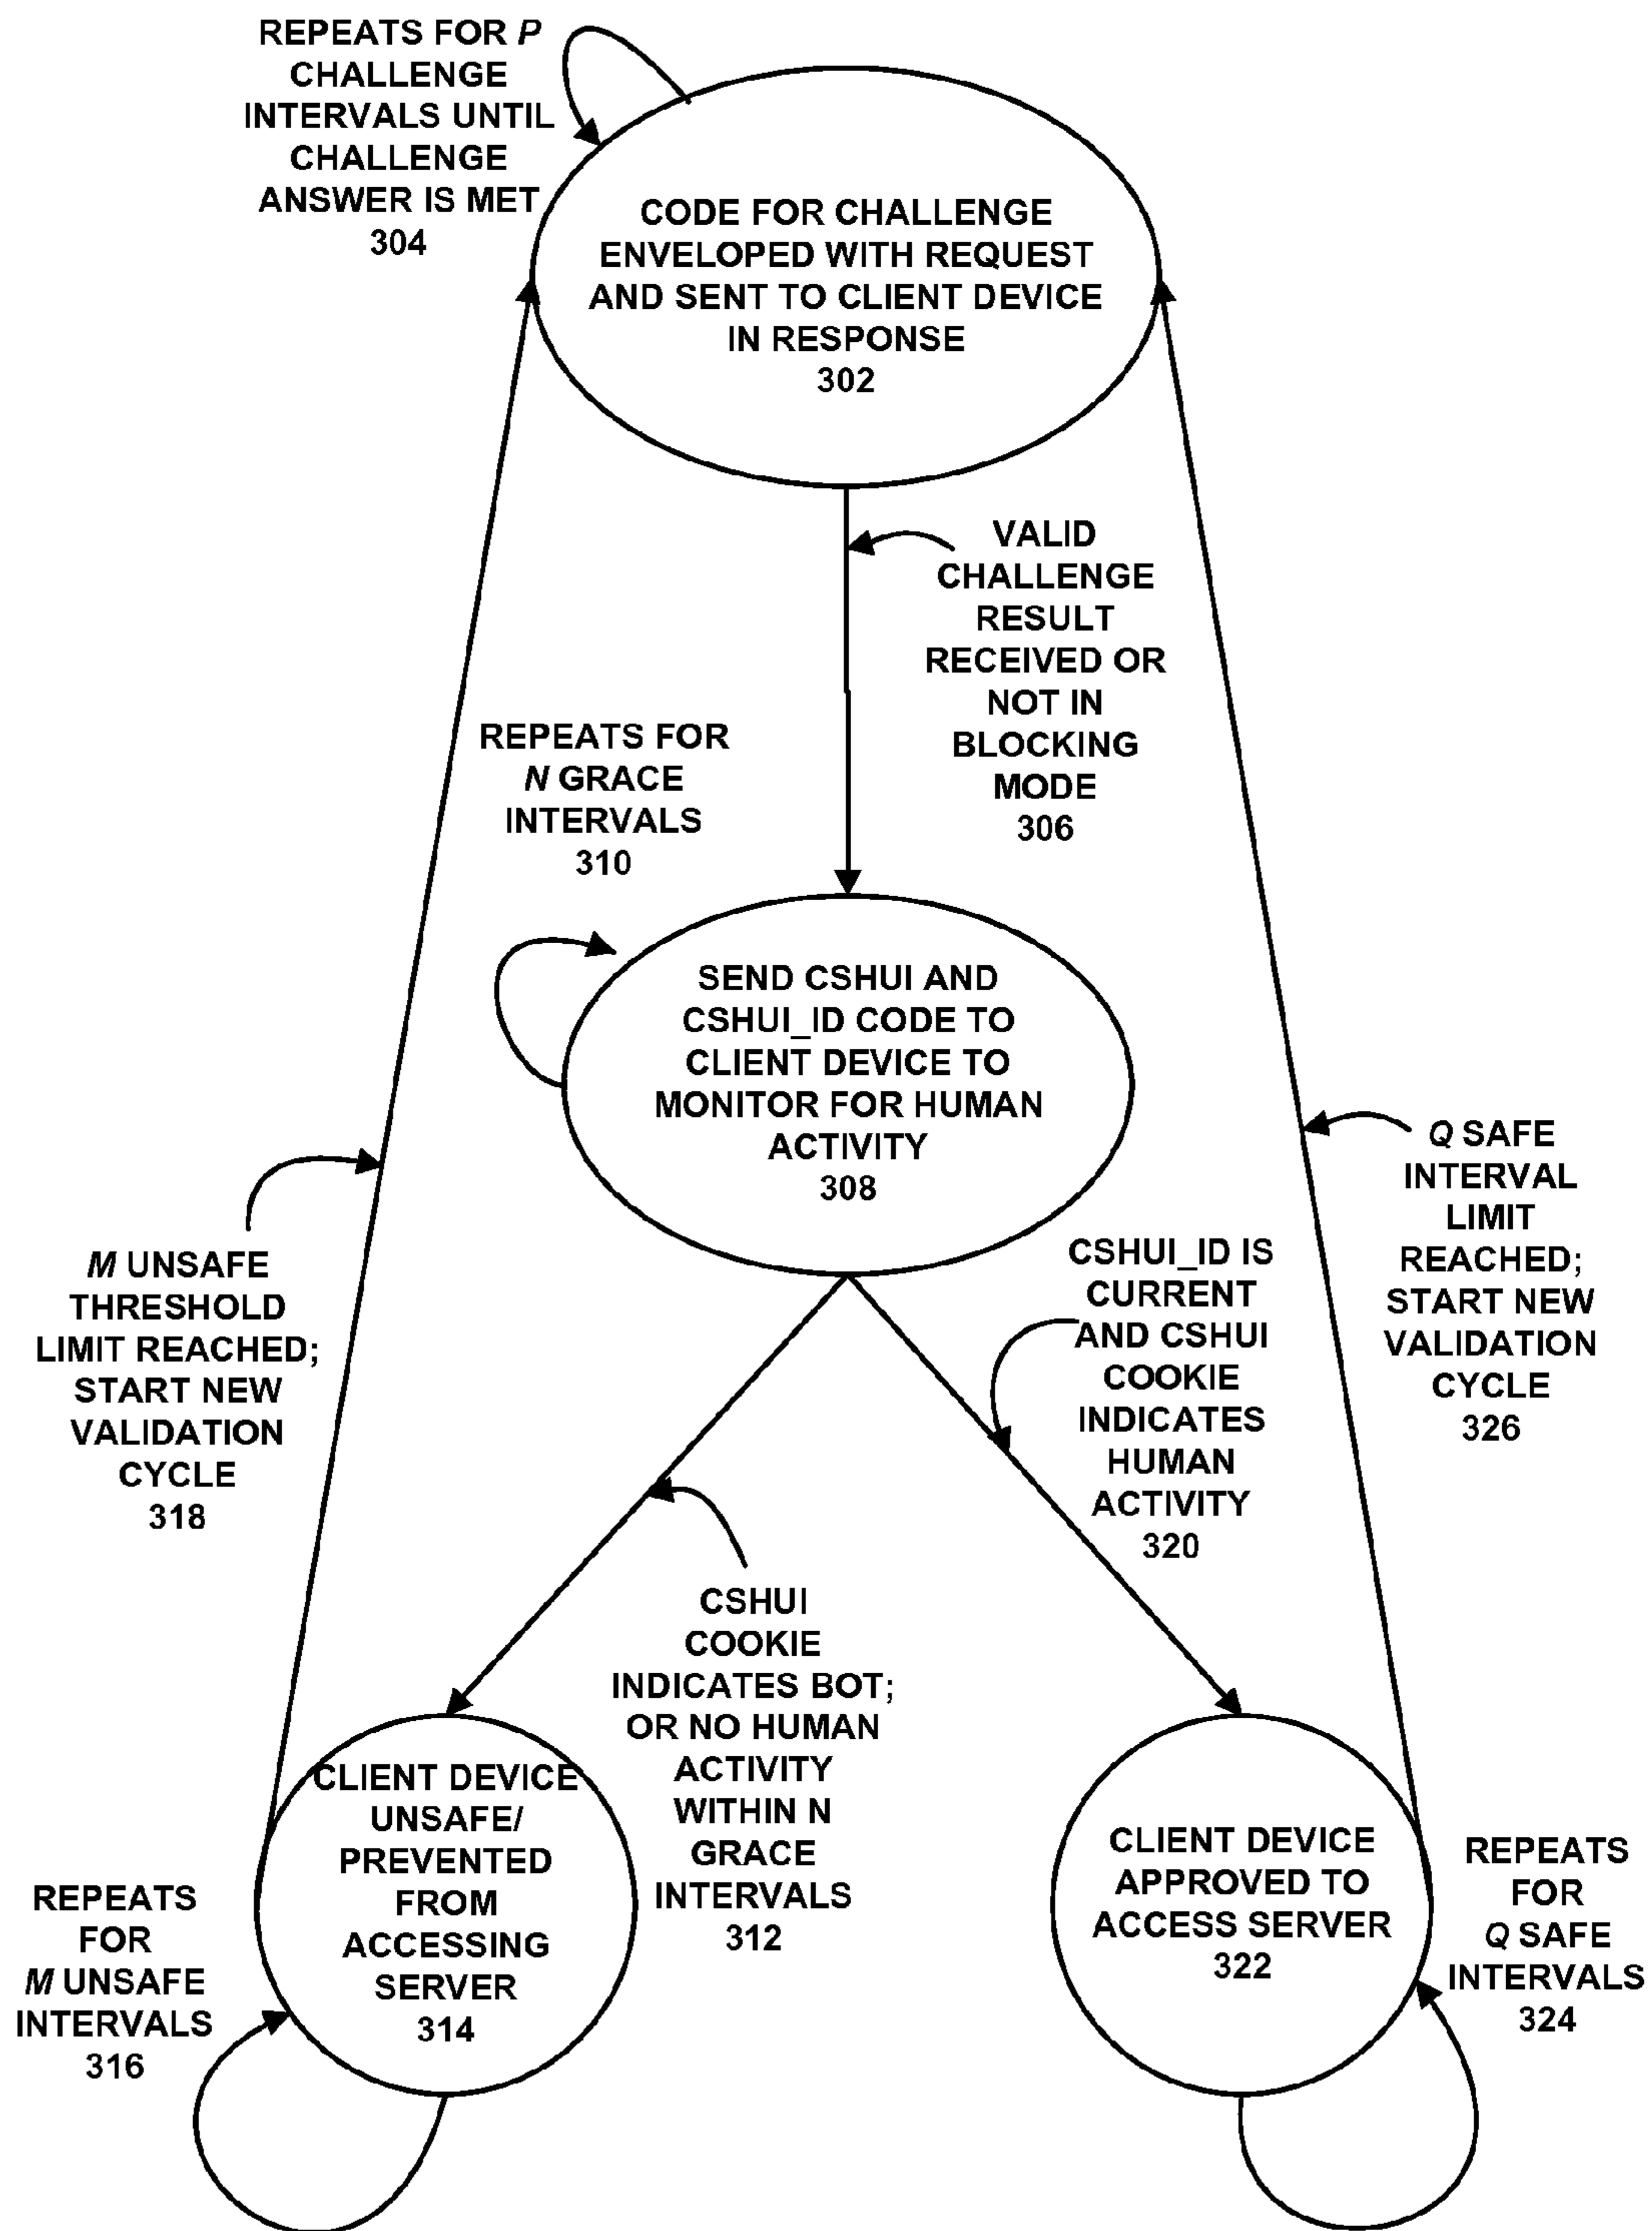 REPEATS FOR P
CHALLENGE
INTERVALS UNTIL
CHALLENGE
ANSWER IS MET
304
CODE FOR CHALLENGE
ENVELOPED WITH REQUEST
AND SENT TO CLIENT DEVICE
IN RESPONSE
302
VALID
CHALLENGE
RESULT
RECEIVED OR
NOT IN
BLOCKING
MODE
306
REPEATS FOR
N GRACE
INTERVALS
310
SEND CSHUI AND
CSHUI_ID CODE TO
CLIENT DEVICE TO
MONITOR FOR HUMAN
ACTIVITY
308
M UNSAFE
THRESHOLD
LIMIT REACHED;
START NEW
VALIDATION
CYCLE
318
CSHUI_ID IS
CURRENT
AND CSHUI
COOKIE
INDICATES
HUMAN
ACTIVITY
320
Q SAFE
INTERVAL
LIMIT
REACHED;
START NEW
VALIDATION
CYCLE
326
CSHUI
COOKIE
INDICATES BOT;
OR NO HUMAN
ACTIVITY
WITHIN N
GRACE
INTERVALS
312
CLIENT DEVICE
UNSAFE/
PREVENTED
FROM
ACCESSING
SERVER
314
REPEATS
FOR
M UNSAFE
INTERVALS
316
CLIENT DEVICE
APPROVED TO
ACCESS SERVER
322
REPEATS
FOR
Q SAFE
INTERVALS
324